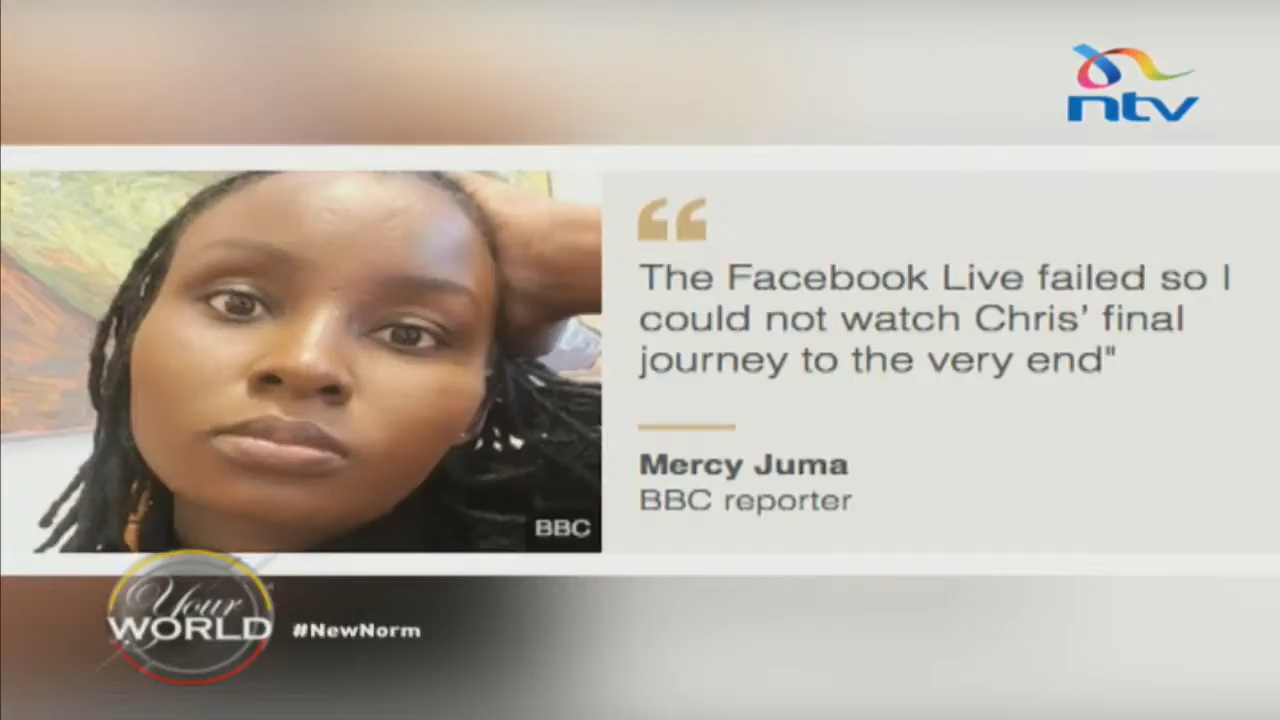 ntv
“
The Facebook Live failed so I
could not watch Chris’ final
journey to the very end"
Mercy Juma
BBC reporter
BBC
Your
WORLD
#NewNorm